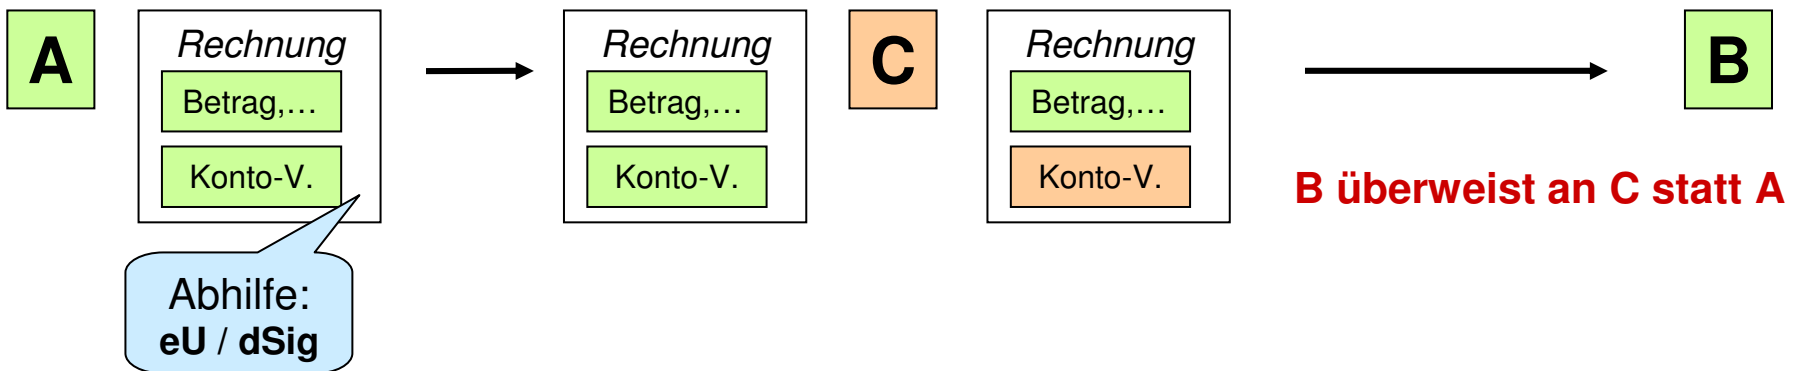 A
Rechnung
Betrag,…
Konto-V.
Abhilfe:
eU / dSig
Rechnung
Betrag,…
Konto-V.
C
Rechnung
Betrag,…
Konto-V.
B
B überweist an C statt A